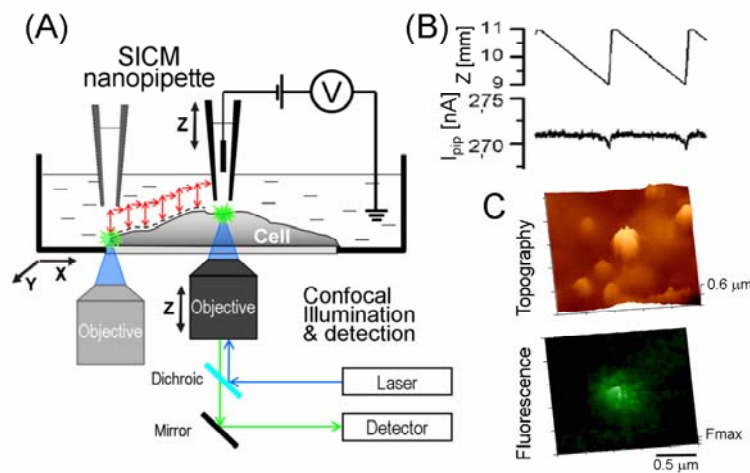 (A)
SICM
nanopipette
Z
V
Cell
Y
X
Z
Objective
Objective
Confocal
Illumination
& detection
Dichroic
Laser
Mirror
Detector
(B)
Z [mm]
11
10
9
I pip [nA]
275
270
C
Topography
0.6 µm
Fluorescence
Fmax
0.5 µm